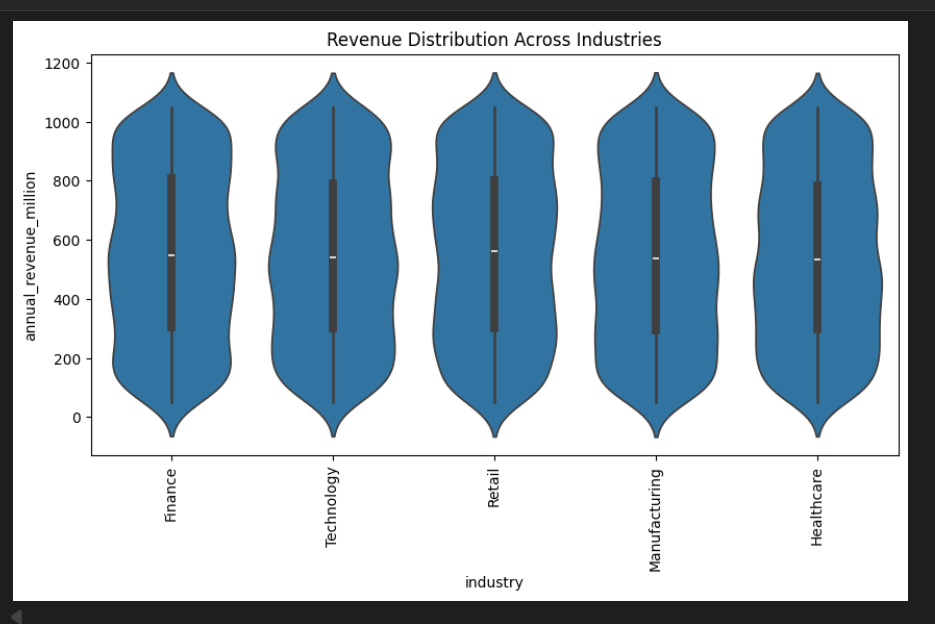 Revenue Distribution Across Industries
annual_revenue_million
1200
1000
800
600
400
200
0
Finance
Technology
Retail
Manufacturing
Healthcare
industry